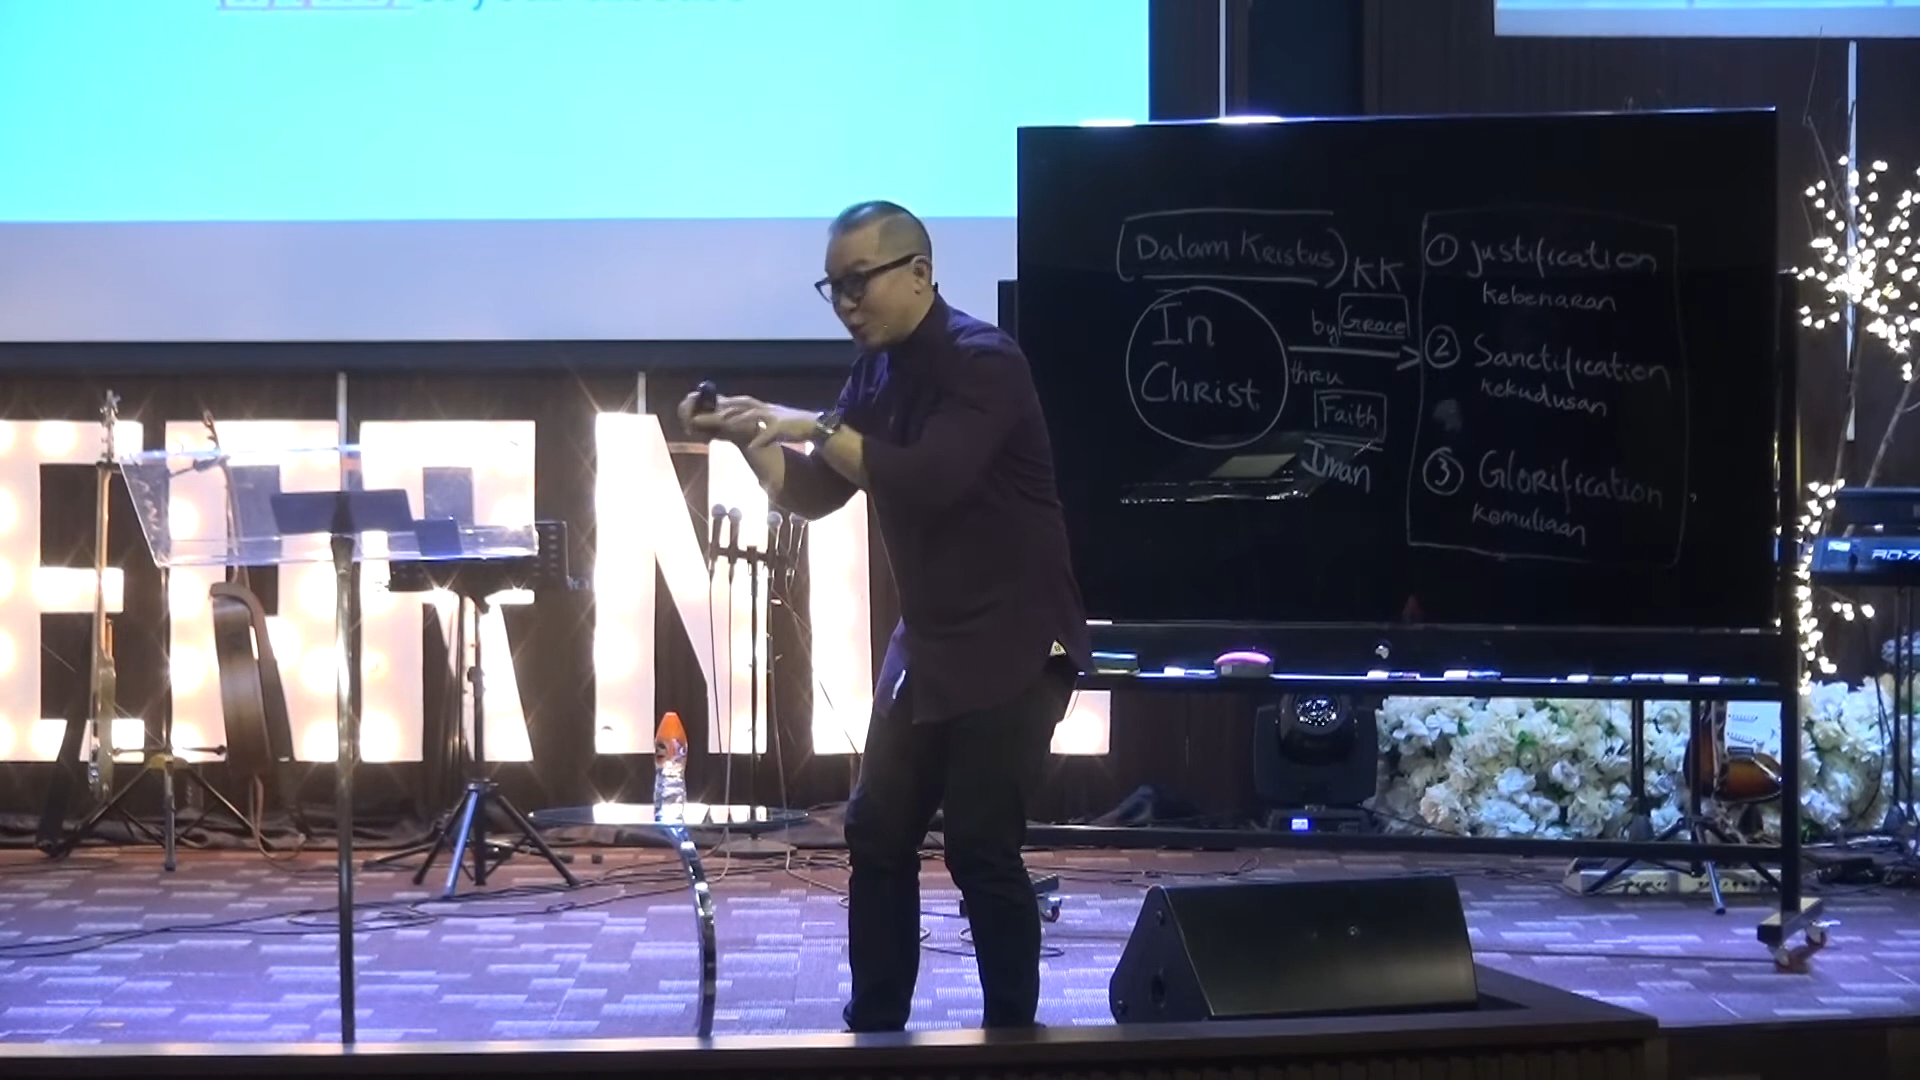 (Dalam Kristus)
KK
In
Christ
by Grace
thru
Faith
Iman
① Justification
kebenaran
② Sanctification
kekudusan
③ Glorification
kemuliaan